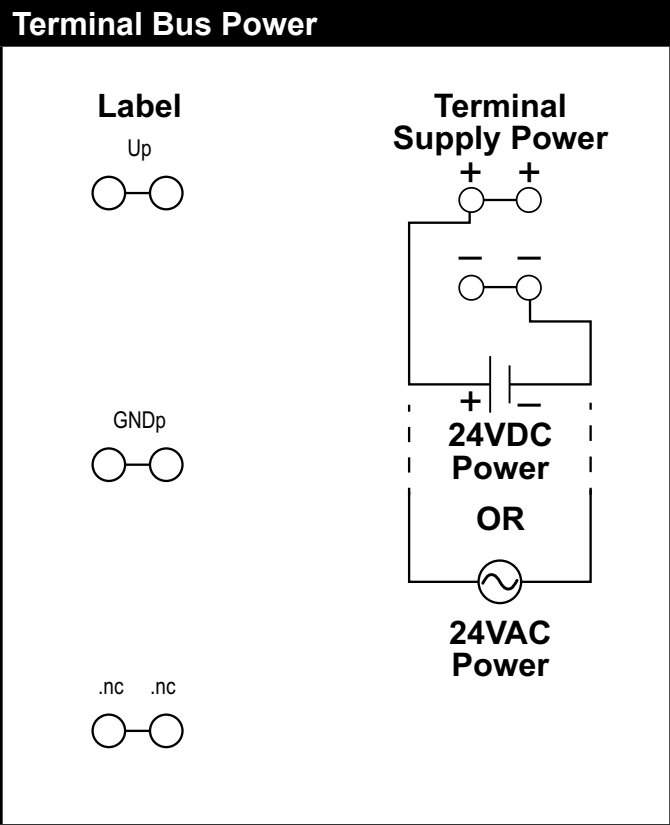 Terminal Bus Power
Label
Up
GNDp
.nc .nc
Terminal
Supply Power
+ +
– –
+ –
24VDC
Power
OR
24VAC
Power